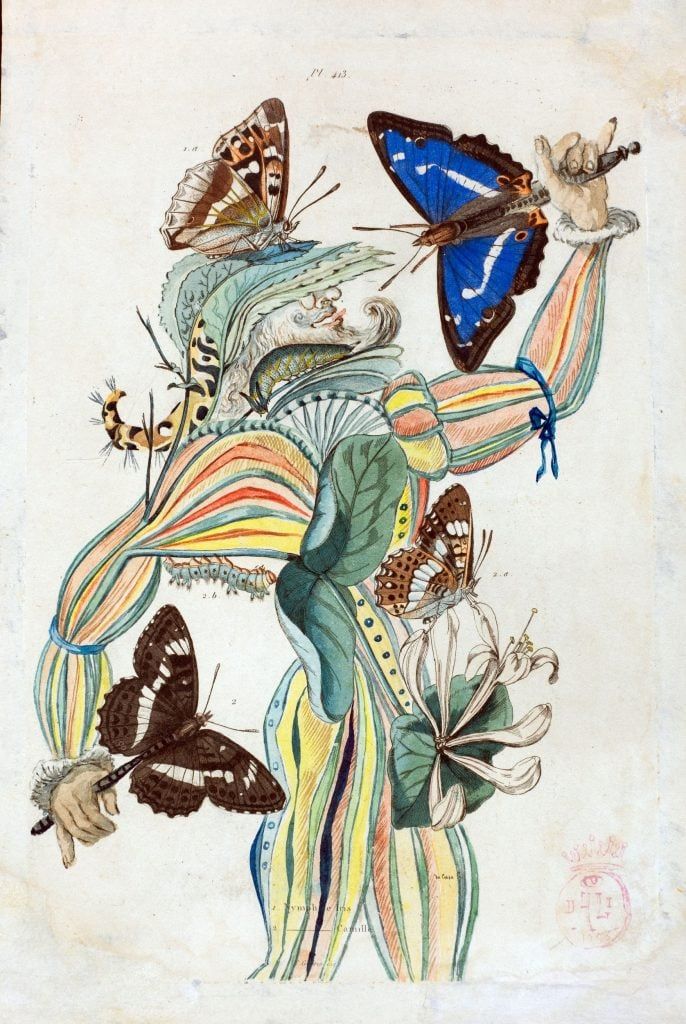 Pl. 413.
1. a
2. a
2. b.
2
1 Nymphale Iris
2 ——— Camille
D L I